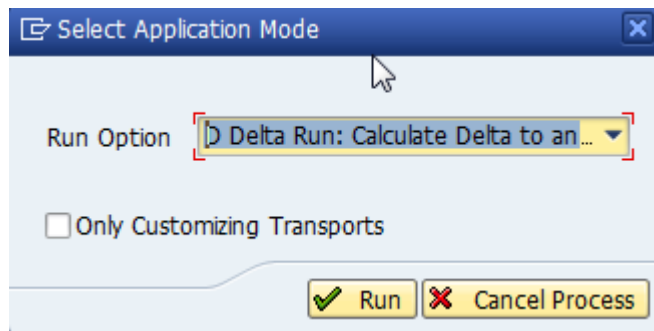 Select Application Mode
Run Option D Delta Run: Calculate Delta to an...
Only Customizing Transports
Run Cancel Process